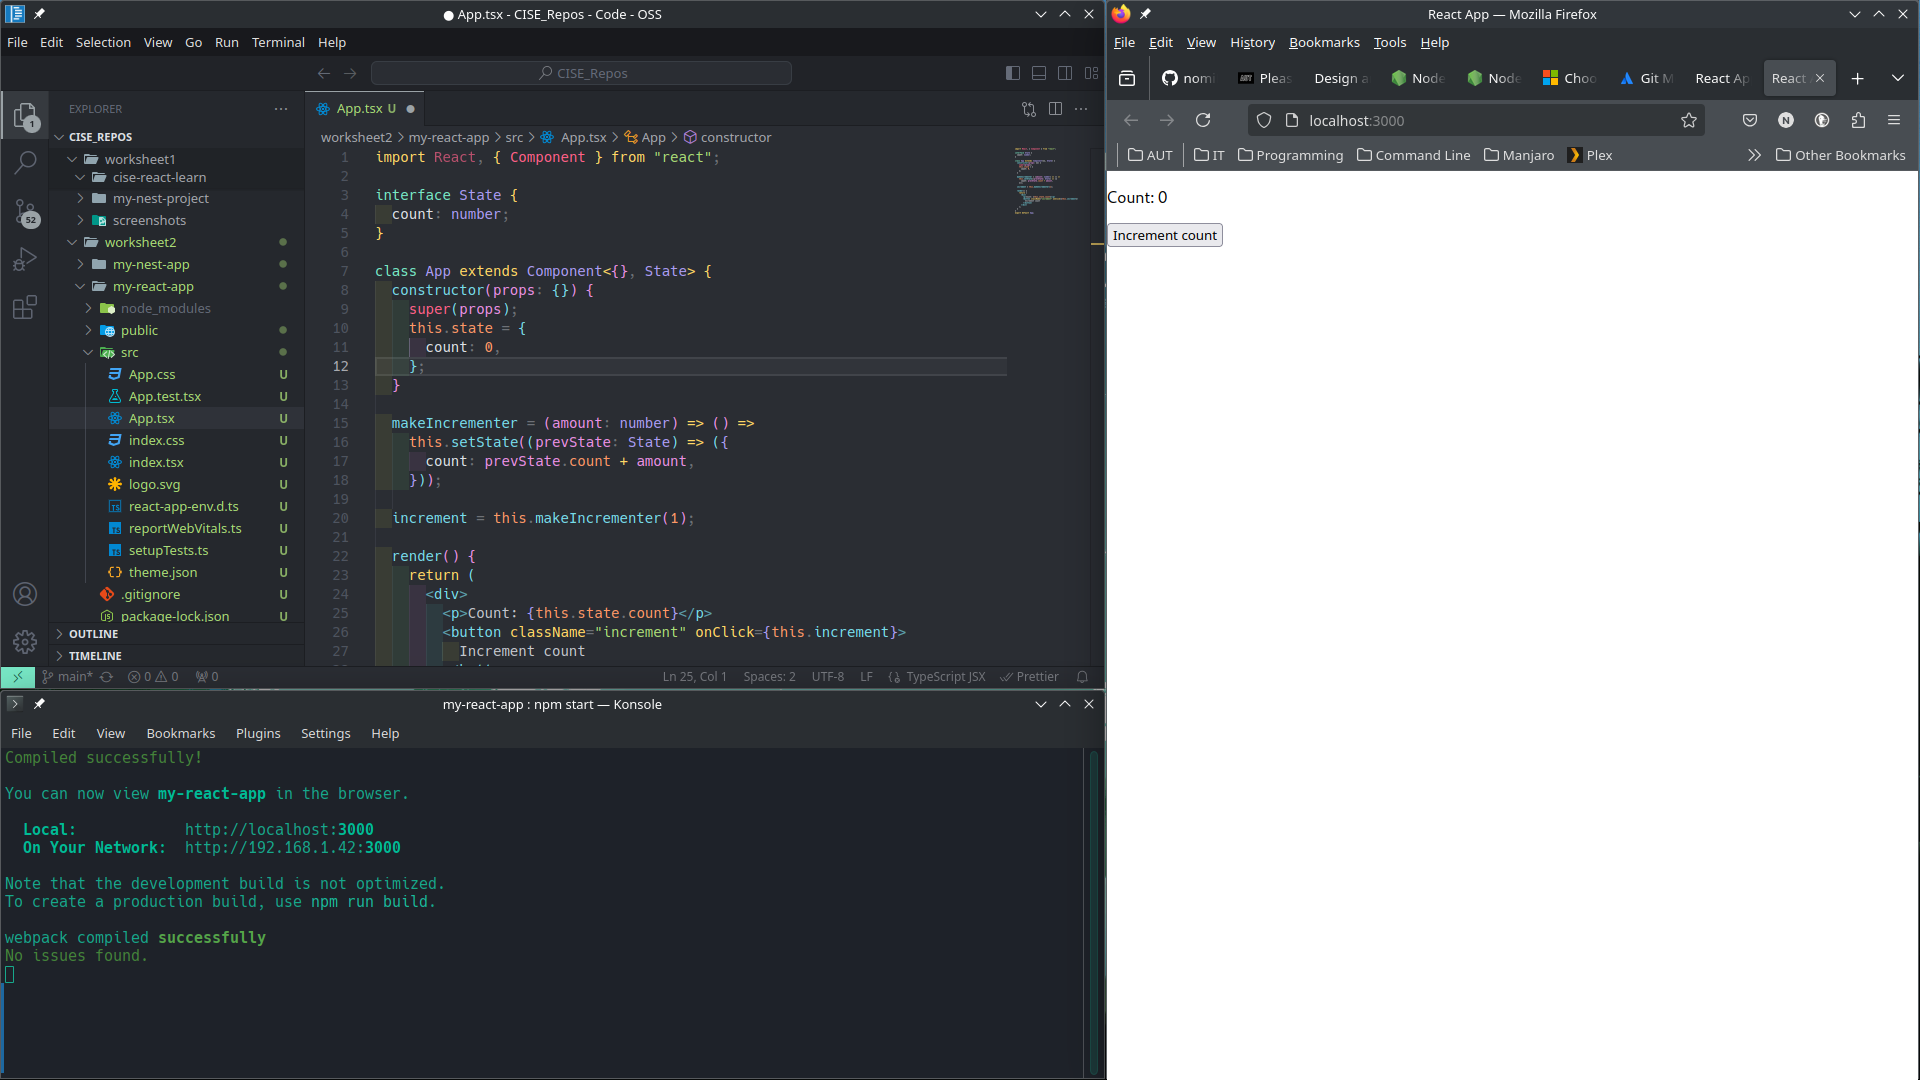 App.tsx - CISE_Repos - Code - OSS
File Edit Selection View Go Run Terminal Help
CISE_Repos
EXPLORER
CISE_REPOS
worksheet1
cise-react-learn
my-nest-project
screenshots
worksheet2
my-nest-app
my-react-app
node_modules
public
src
App.css U
App.test.tsx U
App.tsx U
index.css U
index.tsx U
logo.svg U
react-app-env.d.ts U
reportWebVitals.ts U
setupTests.ts U
theme.json U
.gitignore U
package-lock.json U
OUTLINE
TIMELINE
1
52
App.tsx U
worksheet2 > my-react-app > src > App.tsx > App > constructor
1 import React, { Component } from "react";
2
3 interface State {
4 count: number;
5 }
6
7 class App extends Component<{}, State> {
8 constructor(props: {}) {
9 super(props);
10 this.state = {
11 count: 0,
12 };
13 }
14
15 makeIncrementer = (amount: number) => () =>
16 this.setState((prevState: State) => ({
17 count: prevState.count + amount,
18 }));
19
20 increment = this.makeIncrementer(1);
21
22 render() {
23 return (
24 <div>
25 <p>Count: {this.state.count}</p>
26 <button className="increment" onClick={this.increment}>
27 Increment count
main* 0 0 0 Ln 25, Col 1 Spaces: 2 UTF-8 LF {} TypeScript JSX Prettier
my-react-app : npm start — Konsole
File Edit View Bookmarks Plugins Settings Help
Compiled successfully!
You can now view my-react-app in the browser.
Local: http://localhost:3000
On Your Network: http://192.168.1.42:3000
Note that the development build is not optimized.
To create a production build, use npm run build.
webpack compiled successfully
No issues found.
React App — Mozilla Firefox
File Edit View History Bookmarks Tools Help
nomi Pleas Design a Node Node Choo Git M React Ap React
localhost:3000
N
AUT IT Programming Command Line Manjaro Plex Other Bookmarks
Count: 0
Increment count